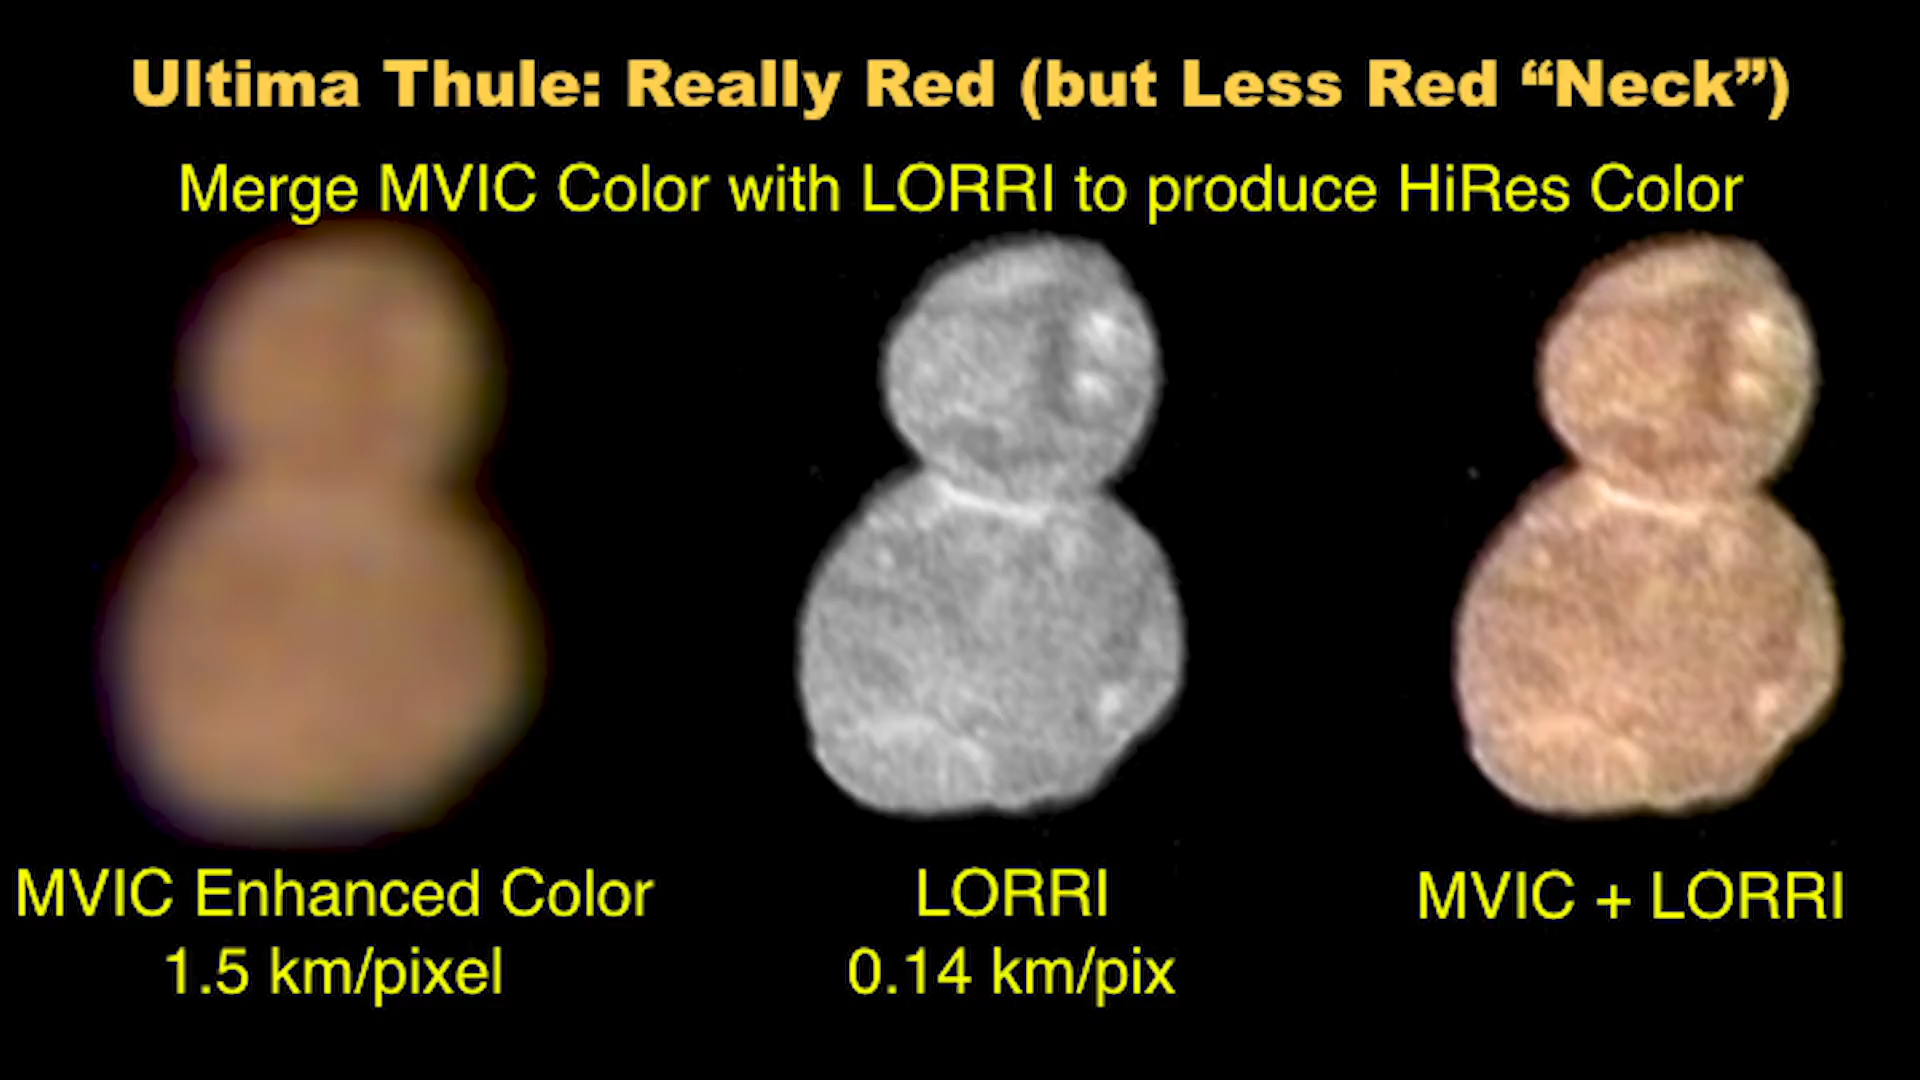 Ultima Thule: Really Red (but Less Red “Neck”)
Merge MVIC Color with LORRI to produce HiRes Color
MVIC Enhanced Color
1.5 km/pixel
LORRI
0.14 km/pix
MVIC + LORRI